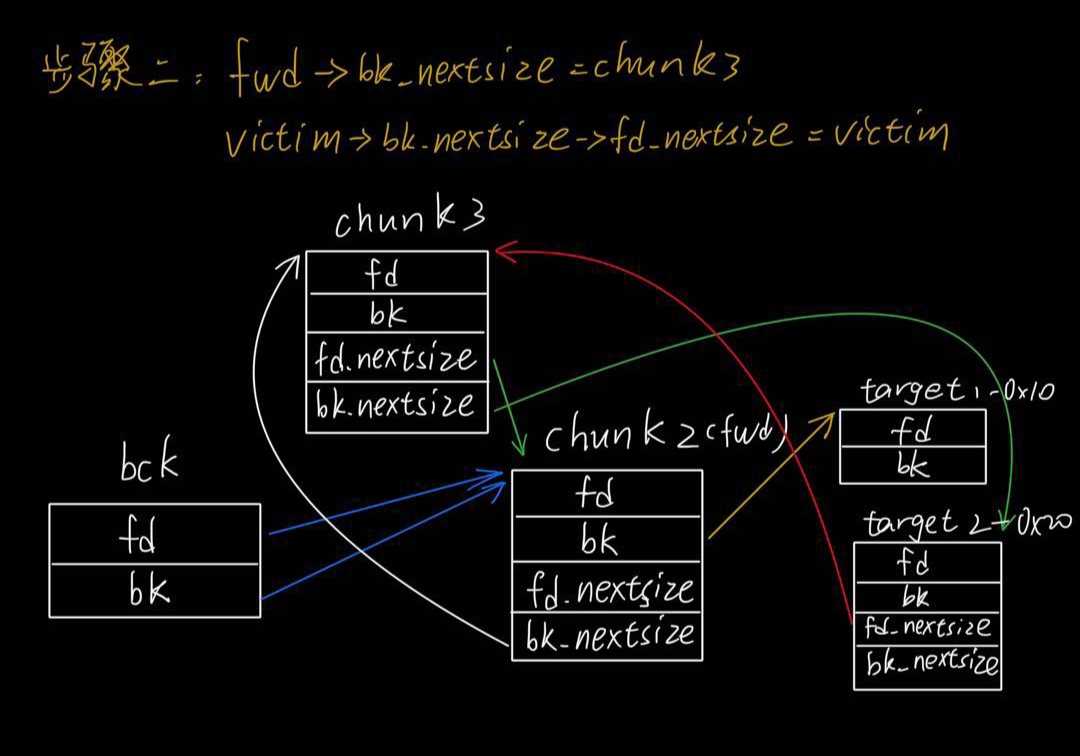 步骤二：fwd→bk_nextsize=chunk3
victim→bk_nextsize→fd_nextsize=victim
chunk3
fd
bk
fd.nextsize
bk.nextsize
bck
fd
bk
chunk2(fwd)
fd
bk
fd.nextsize
bk_nextsize
target1-0x10
fd
bk
target2-0x20
fd
bk
fd_nextsize
bk_nextsize